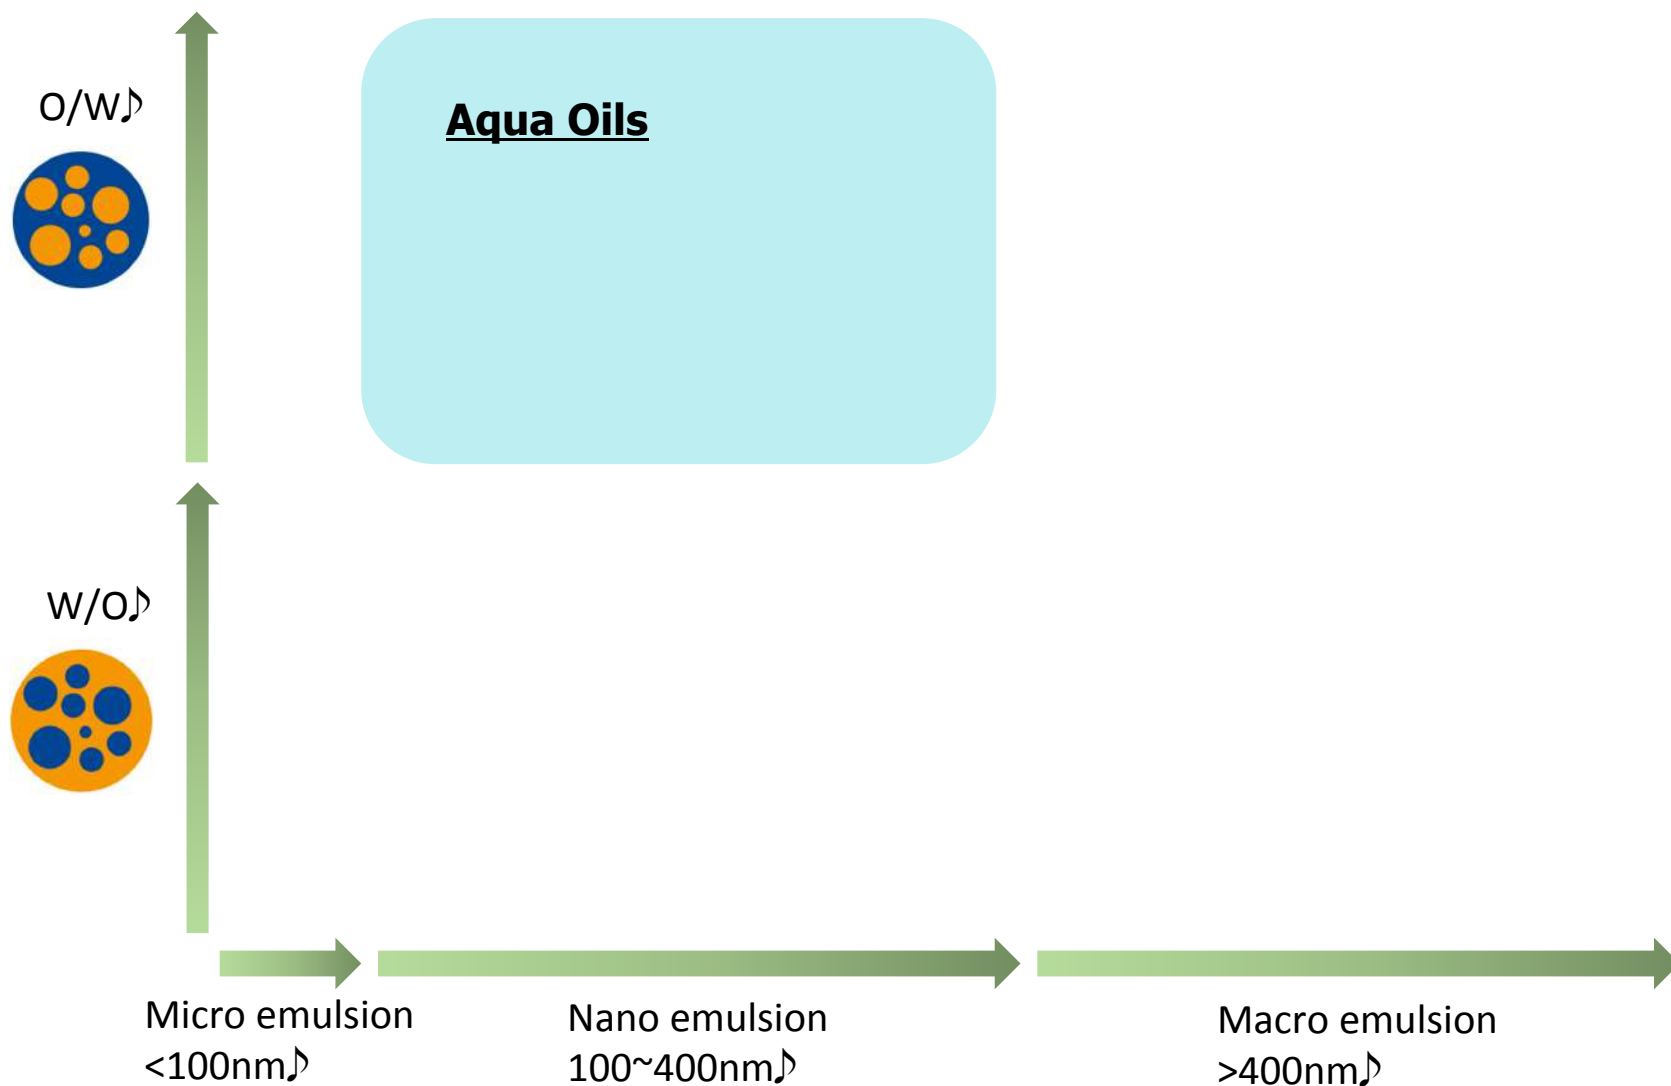 O/W♪
Aqua Oils
W/O♪
Micro emulsion
<100nm♪
Nano emulsion
100~400nm♪
Macro emulsion
>400nm♪